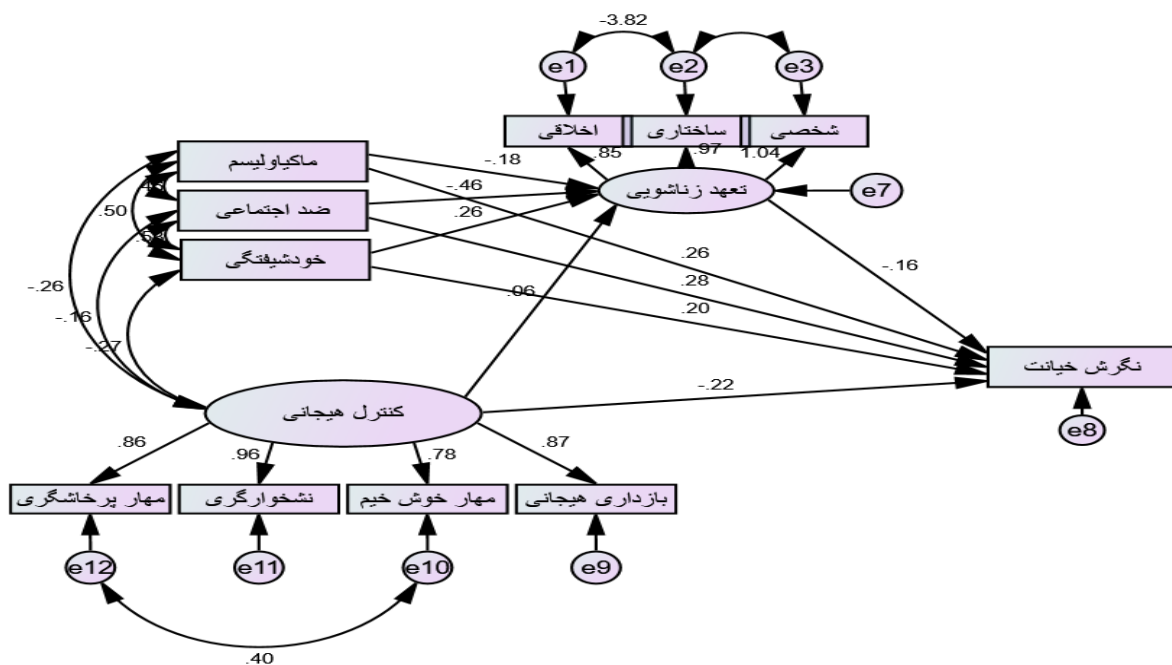 -3.82
e1 e2 e3
اخلاقی ساختاری شخصی
.85 .97 1.04
ماکیاولیسم
-.18
تعهد زناشویی
e7
-.46
ضد اجتماعی
.50
.26
خودشیفتگی
.26
-.16
.28
-.26
.06
.20
-.16
-.27
نگرش خیانت
-.22
کنترل هیجانی
e8
.86 .96 .78 .87
مهار پرخاشگری نشخوارگری مهار خوش خیم بازداری هیجانی
e12 e11 e10 e9
.40